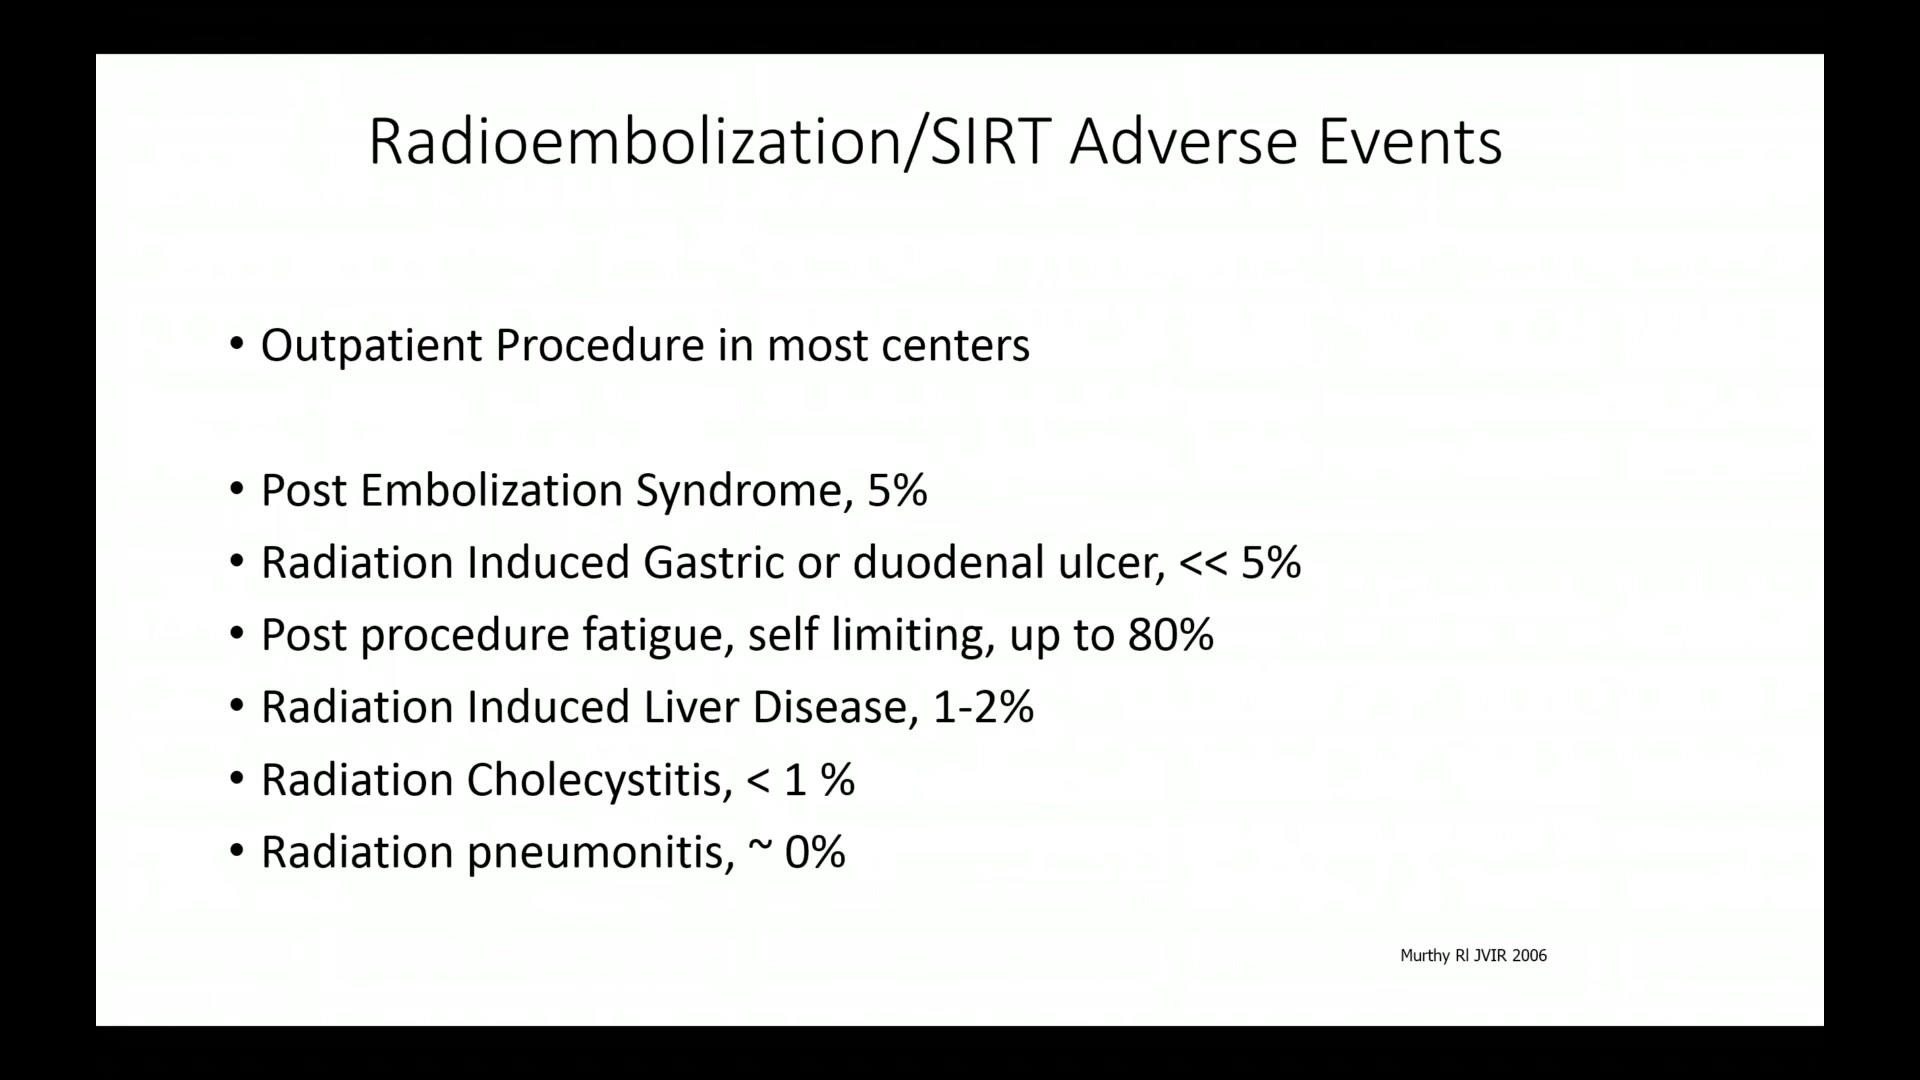 Radioembolization/SIRT Adverse Events
• Outpatient Procedure in most centers
• Post Embolization Syndrome, 5%
• Radiation Induced Gastric or duodenal ulcer, << 5%
• Post procedure fatigue, self limiting, up to 80%
• Radiation Induced Liver Disease, 1-2%
• Radiation Cholecystitis, < 1 %
• Radiation pneumonitis, ~ 0%
Murthy Rl JVIR 2006